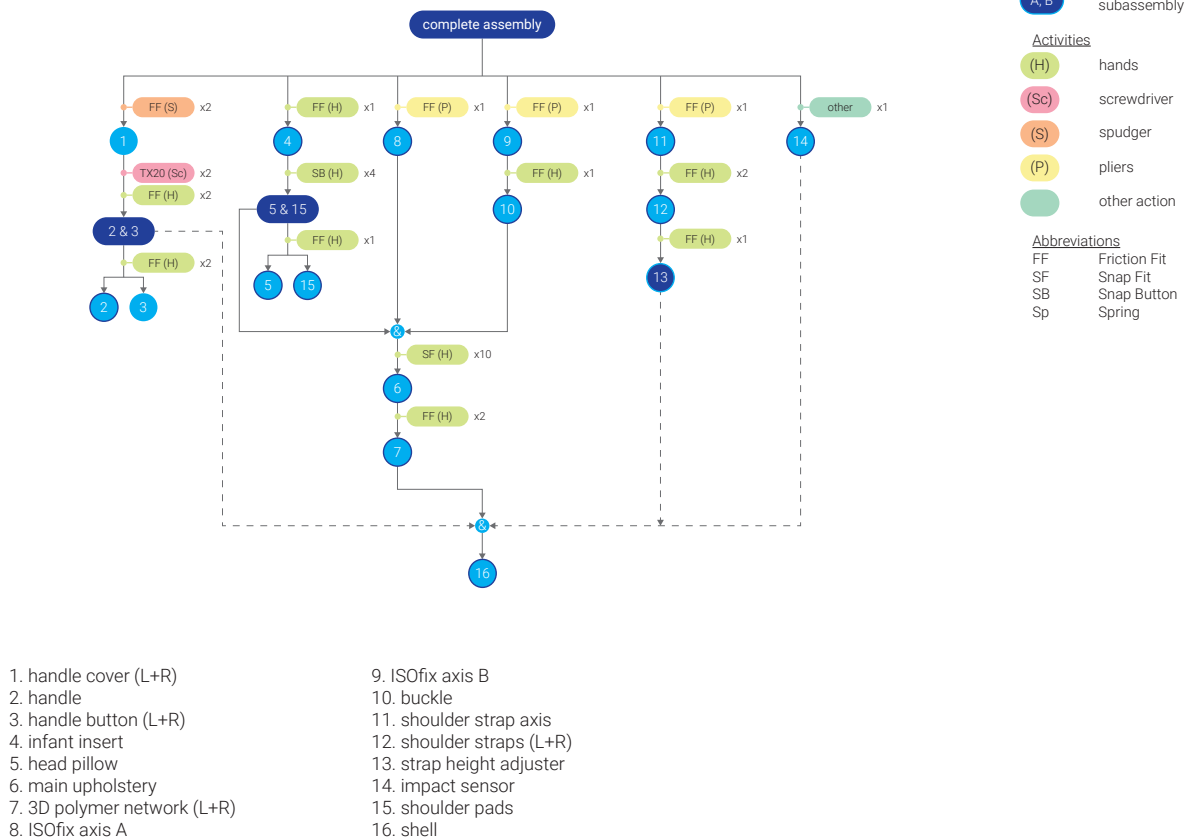 A, B
subassembly
complete assembly
Activities
(H) hands
(Sc) screwdriver
(S) spudger
(P) pliers
other action
Abbreviations
FF Friction Fit
SF Snap Fit
SB Snap Button
Sp Spring
FF (S) x2
FF (H) x1
FF (P) x1
FF (P) x1
FF (P) x1
other x1
1
4
8
9
11
14
TX20 (Sc) x2
SB (H) x4
FF (H) x1
FF (H) x2
FF (H) x2
5 & 15
10
12
2 & 3
FF (H) x1
FF (H) x1
FF (H) x2
5
15
13
2
3
&
SF (H) x10
6
FF (H) x2
7
&
16
1. handle cover (L+R)
2. handle
3. handle button (L+R)
4. infant insert
5. head pillow
6. main upholstery
7. 3D polymer network (L+R)
8. ISOfix axis A
9. ISOfix axis B
10. buckle
11. shoulder strap axis
12. shoulder straps (L+R)
13. strap height adjuster
14. impact sensor
15. shoulder pads
16. shell